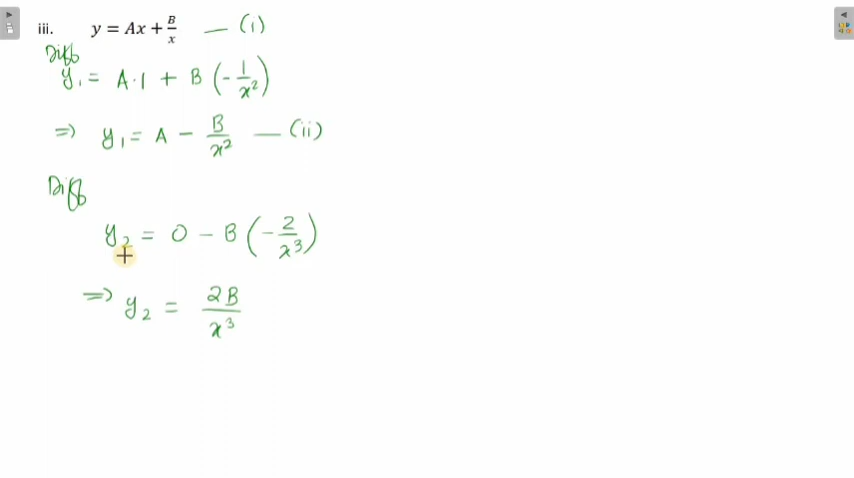 iii. y = Ax + B/x — (i)
Diff
y₁ = A·1 + B (-1/x²)
=> y₁ = A - B/x² — (ii)
Diff
y₂ = 0 - B (-2/x³)
=> y₂ = 2B/x³